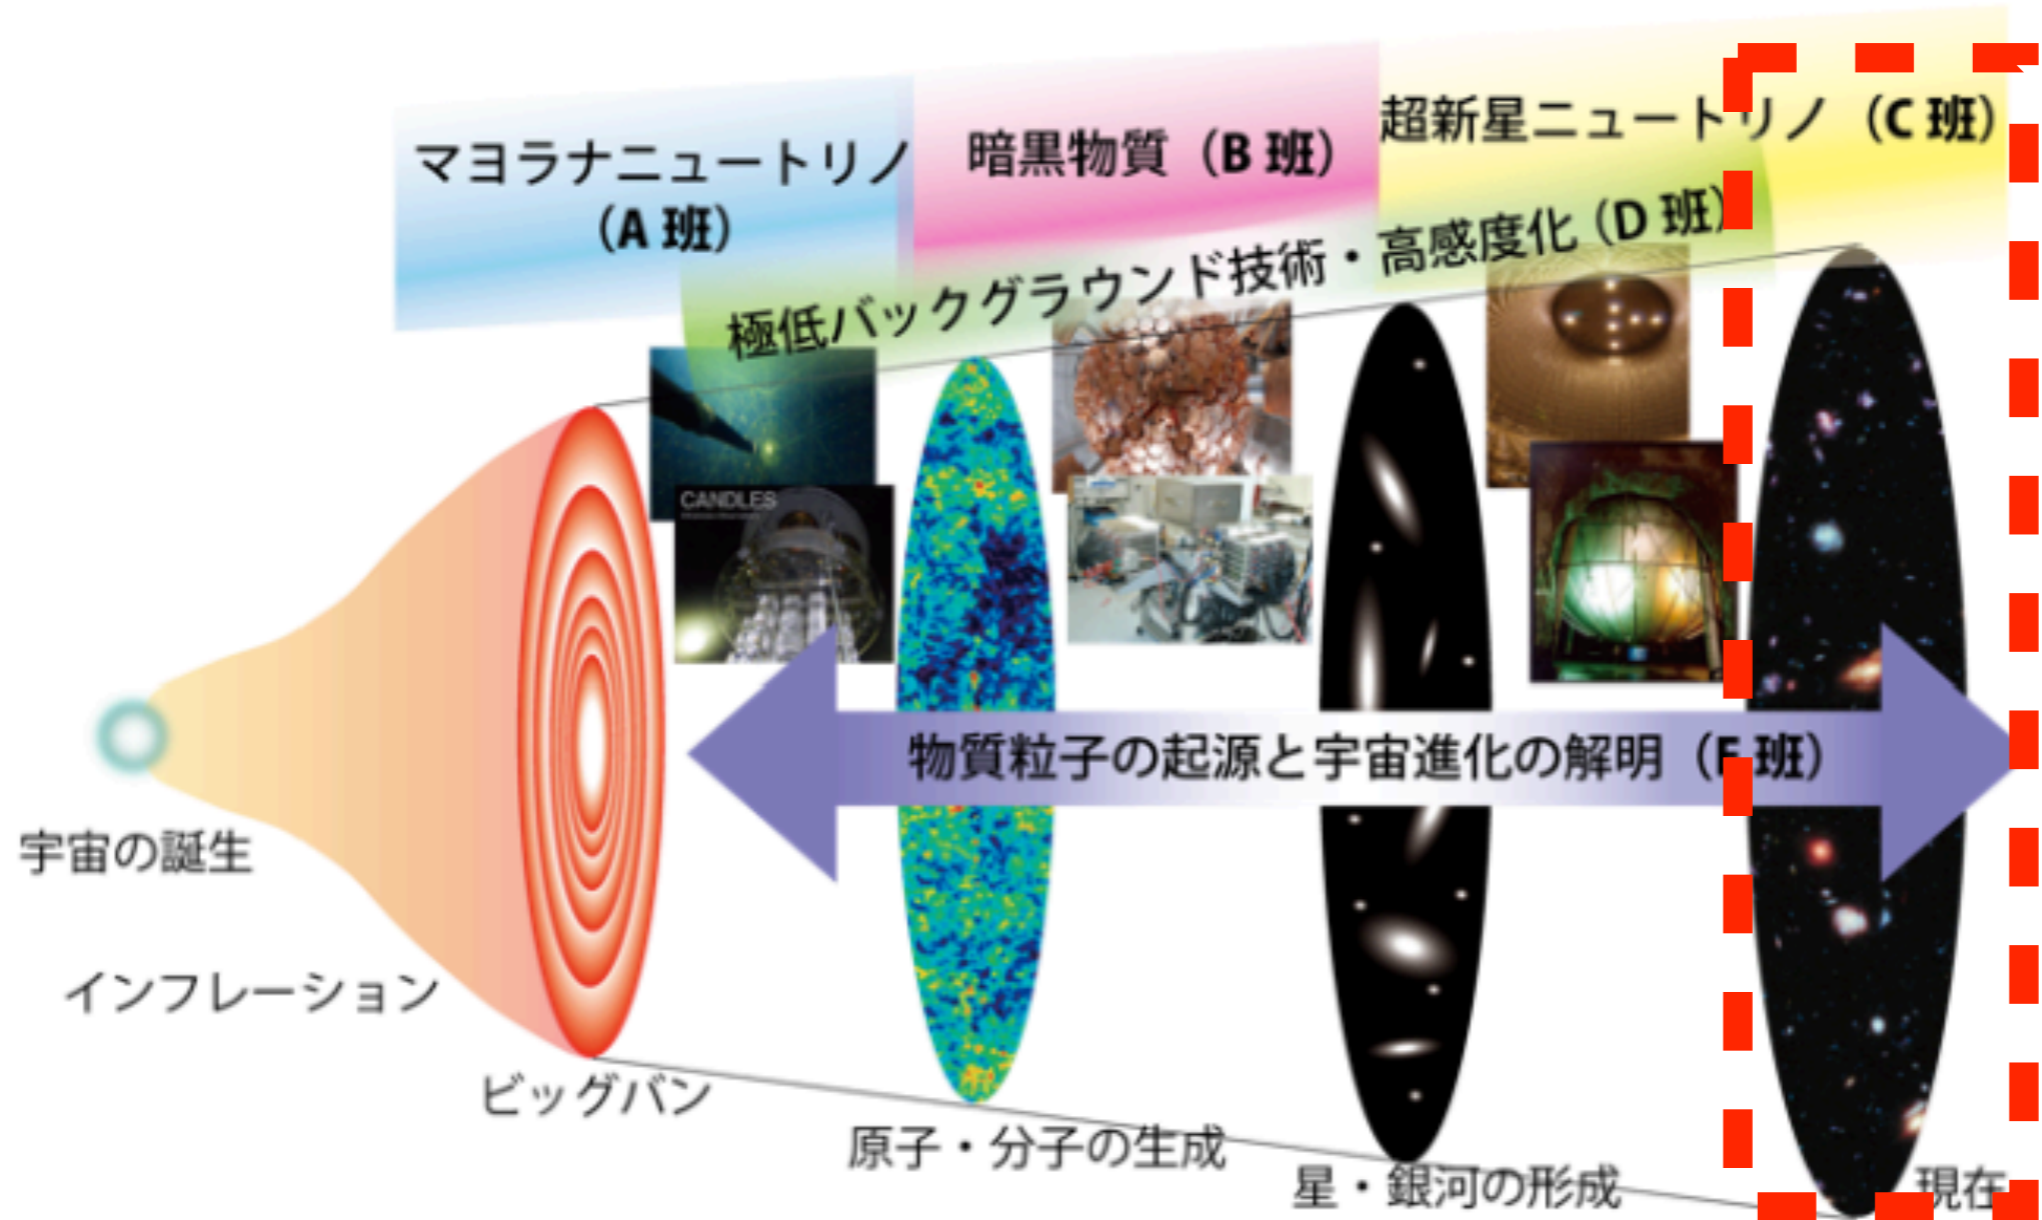 マヨラナニュートリノ
（A 班）
暗黒物質（B 班）
超新星ニュートリノ（C 班）
極低バックグラウンド技術・高感度化（D 班）
CANDLES
物質粒子の起源と宇宙進化の解明（E 班）
宇宙の誕生
インフレーション
ビッグバン
原子・分子の生成
星・銀河の形成
現在